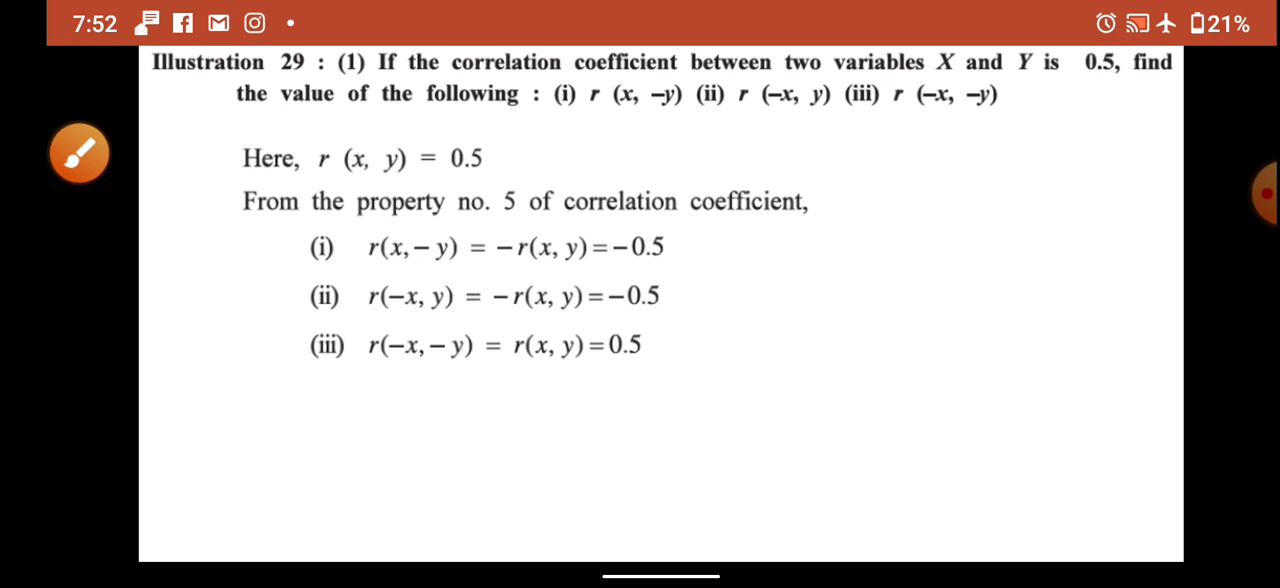 7:52 21%
Illustration 29 : (1) If the correlation coefficient between two variables X and Y is 0.5, find
the value of the following : (i) r (x, –y) (ii) r (–x, y) (iii) r (–x, –y)
Here, r (x, y) = 0.5
From the property no. 5 of correlation coefficient,
(i) r(x,– y) = – r(x, y)=–0.5
(ii) r(–x, y) = – r(x, y)=–0.5
(iii) r(–x,– y) = r(x, y)=0.5